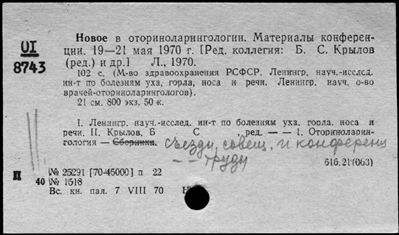 Новое в оториноларингологии. Материалы конферен-
ции. 19—21 мая 1970 г. [Ред. коллегия: Б. С. Крылов
(ред.) и др.] Л., 1970.
UI
8743
102 с. (М-во здравоохранения РСФСР. Ленингр. науч.-исслед.
ин-т по болезням уха, горла, носа и речи. Ленингр. науч. о-во
врачей-оториноларингологов).
21 см. 800 экз. 50 к.
I. Ленингр. науч.-исслед. ин-т по болезням уха, горла, носа и
речи. II. Крылов, Б С ,ред. — — 1. Оториноларин-
гология — Сборники. съезды, совещ. и конференц
— — труды
616.21(063)
II № 25291 [70-45000] п 22
40 № 1518
Вс. кн. пал. 7 VIII 70 Н